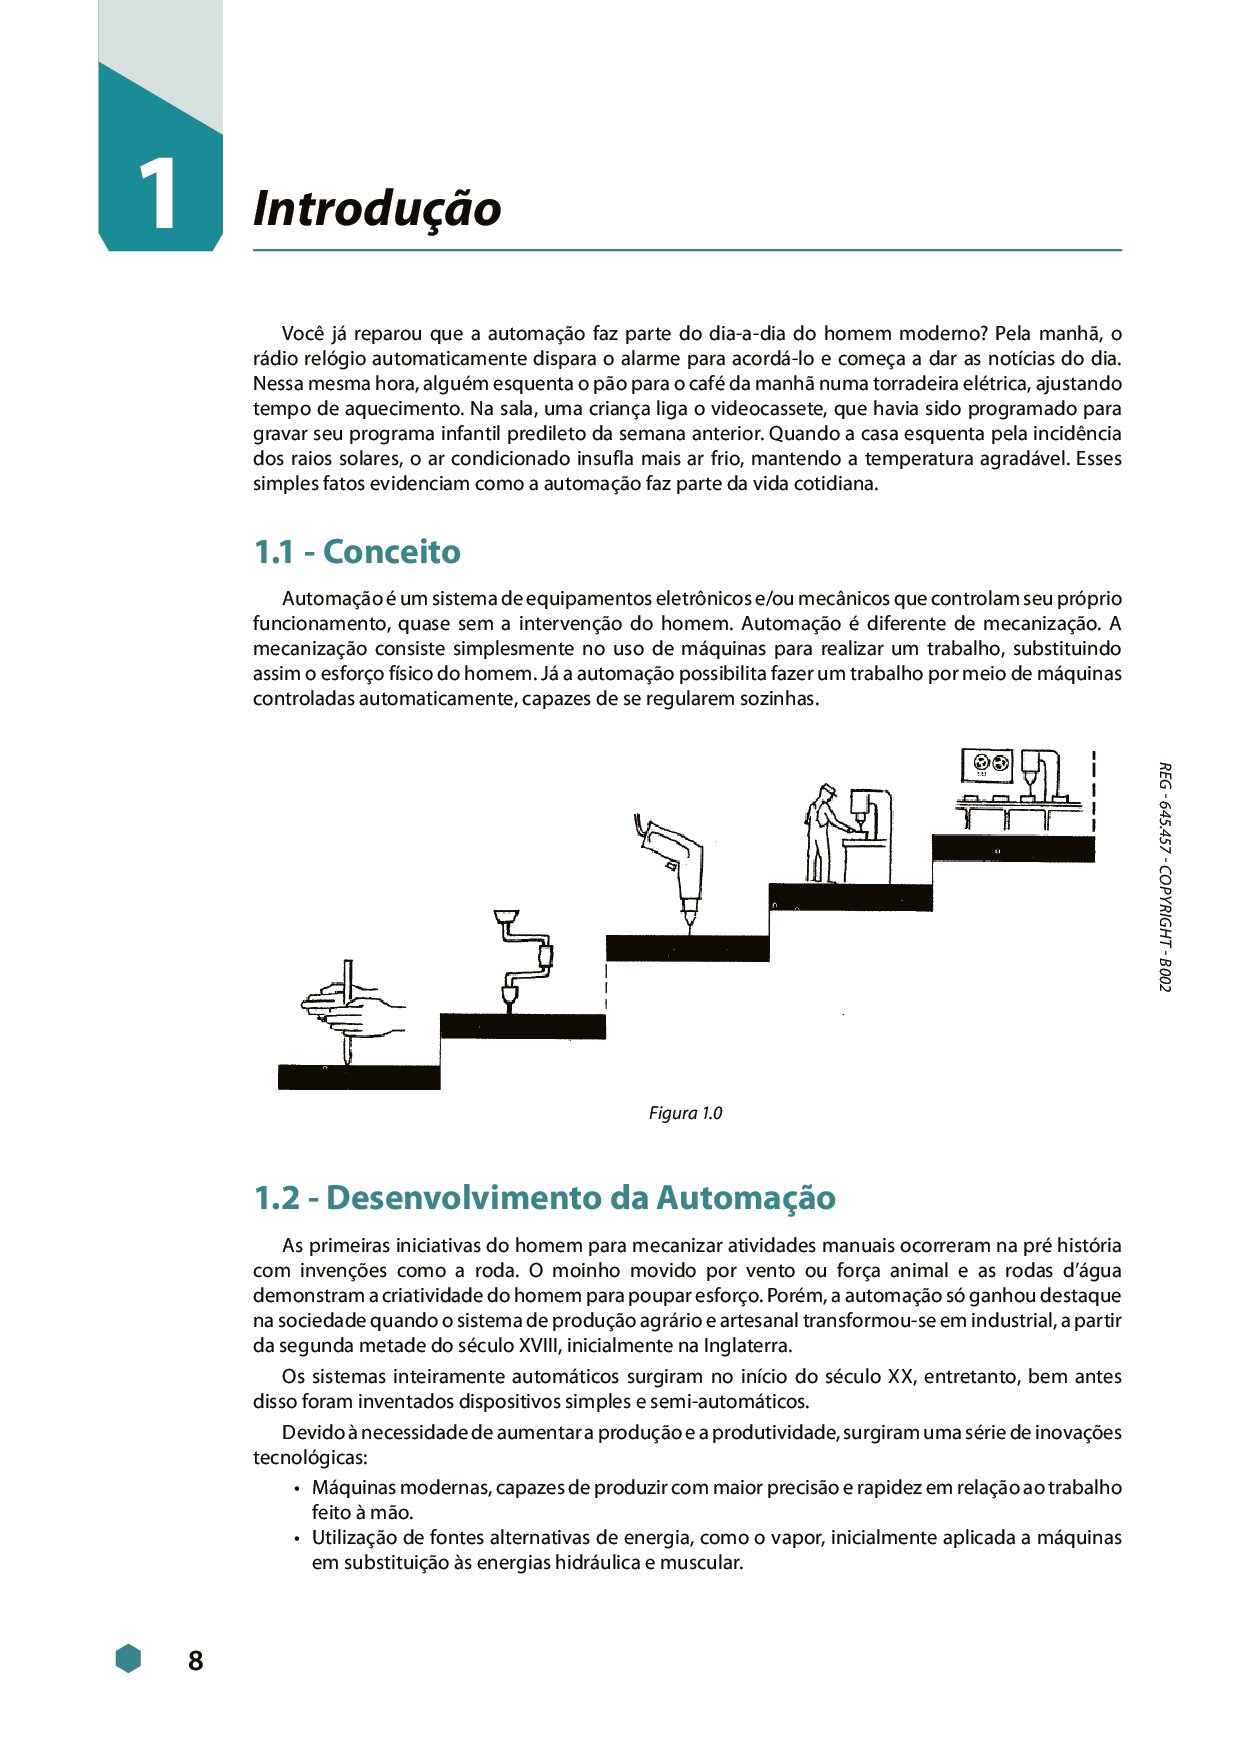 1
Introdução
Você já reparou que a automação faz parte do dia-a-dia do homem moderno? Pela manhã, o
rádio relógio automaticamente dispara o alarme para acordá-lo e começa a dar as notícias do dia.
Nessa mesma hora, alguém esquenta o pão para o café da manhã numa torradeira elétrica, ajustando
tempo de aquecimento. Na sala, uma criança liga o videocassete, que havia sido programado para
gravar seu programa infantil predileto da semana anterior. Quando a casa esquenta pela incidência
dos raios solares, o ar condicionado insufla mais ar frio, mantendo a temperatura agradável. Esses
simples fatos evidenciam como a automação faz parte da vida cotidiana.
1.1 - Conceito
Automação é um sistema de equipamentos eletrônicos e/ou mecânicos que controlam seu próprio
funcionamento, quase sem a intervenção do homem. Automação é diferente de mecanização. A
mecanização consiste simplesmente no uso de máquinas para realizar um trabalho, substituindo
assim o esforço físico do homem. Já a automação possibilita fazer um trabalho por meio de máquinas
controladas automaticamente, capazes de se regularem sozinhas.
REG - 645.457 - COPYRIGHT - B002
Figura 1.0
1.2 - Desenvolvimento da Automação
As primeiras iniciativas do homem para mecanizar atividades manuais ocorreram na pré história
com invenções como a roda. O moinho movido por vento ou força animal e as rodas d’água
demonstram a criatividade do homem para poupar esforço. Porém, a automação só ganhou destaque
na sociedade quando o sistema de produção agrário e artesanal transformou-se em industrial, a partir
da segunda metade do século XVIII, inicialmente na Inglaterra.
Os sistemas inteiramente automáticos surgiram no início do século XX, entretanto, bem antes
disso foram inventados dispositivos simples e semi-automáticos.
Devido à necessidade de aumentar a produção e a produtividade, surgiram uma série de inovações
tecnológicas:
• Máquinas modernas, capazes de produzir com maior precisão e rapidez em relação ao trabalho
feito à mão.
• Utilização de fontes alternativas de energia, como o vapor, inicialmente aplicada a máquinas
em substituição às energias hidráulica e muscular.
8